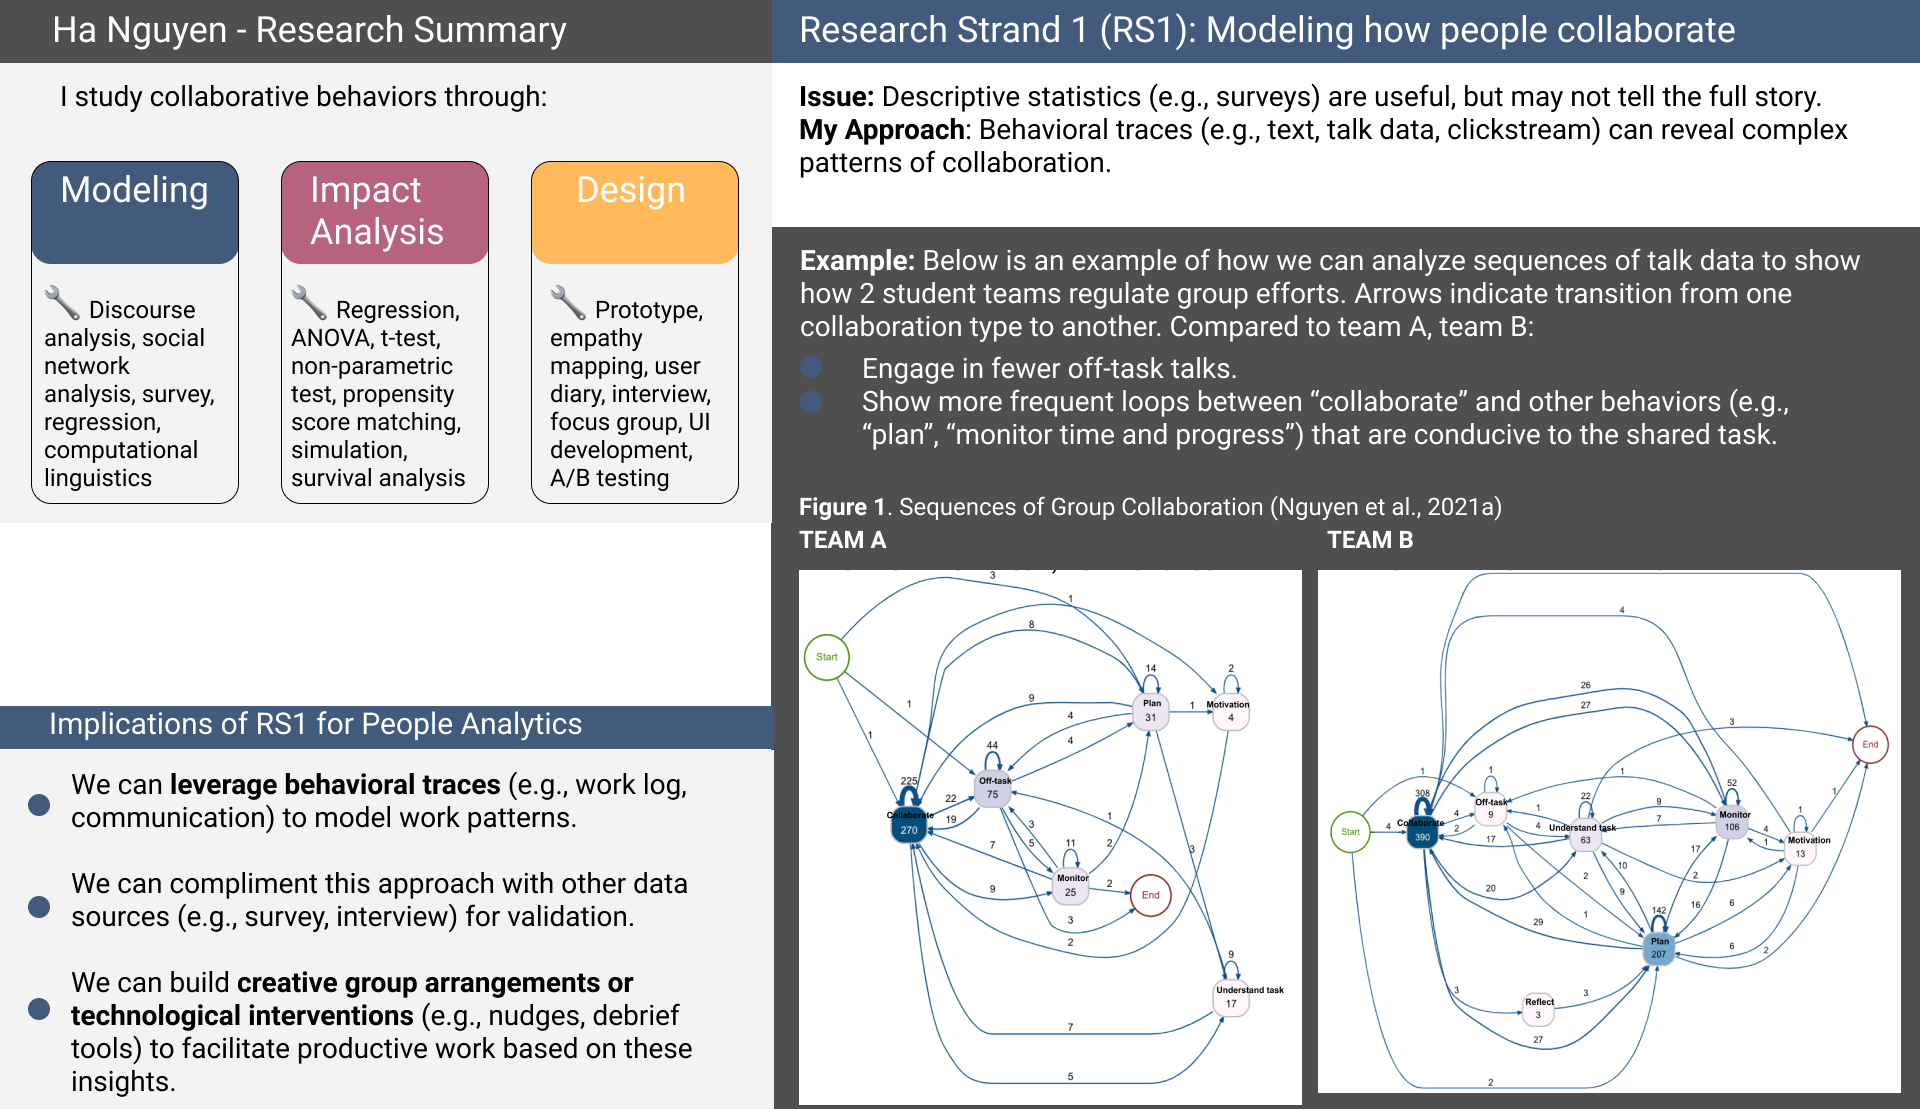 Ha Nguyen - Research Summary
I study collaborative behaviors through:
Modeling
🔧 Discourse
analysis, social
network
analysis, survey,
regression,
computational
linguistics
Impact
Analysis
🔧 Regression,
ANOVA, t-test,
non-parametric
test, propensity
score matching,
simulation,
survival analysis
Design
🔧 Prototype,
empathy
mapping, user
diary, interview,
focus group, UI
development,
A/B testing
Implications of RS1 for People Analytics
We can leverage behavioral traces (e.g., work log,
communication) to model work patterns.
We can compliment this approach with other data
sources (e.g., survey, interview) for validation.
We can build creative group arrangements or
technological interventions (e.g., nudges, debrief
tools) to facilitate productive work based on these
insights.
Research Strand 1 (RS1): Modeling how people collaborate
Issue: Descriptive statistics (e.g., surveys) are useful, but may not tell the full story.
My Approach: Behavioral traces (e.g., text, talk data, clickstream) can reveal complex
patterns of collaboration.
Example: Below is an example of how we can analyze sequences of talk data to show
how 2 student teams regulate group efforts. Arrows indicate transition from one
collaboration type to another. Compared to team A, team B:
Engage in fewer off-task talks.
Show more frequent loops between “collaborate” and other behaviors (e.g.,
“plan”, “monitor time and progress”) that are conducive to the shared task.
Figure 1. Sequences of Group Collaboration (Nguyen et al., 2021a)
TEAM A
3
1
8
Start
14
2
1
9
Plan
31
1
Motivation
4
4
1
4
44
225
Off-task
75
22
19
Collaborate
270
1
3
2
7
5
11
3
9
Monitor
25
2
End
3
2
9
Understand task
17
7
5
TEAM B
4
26
27
3
End
1
1
1
52
308
22
1
Off-task
9
4
1
9
Monitor
106
1
Start
4
Collaborate
390
2
4
Understand task
63
7
4
1
Motivation
13
17
17
10
2
2
20
9
16
6
1
142
29
Plan
207
6
2
3
Reflect
3
3
27
2